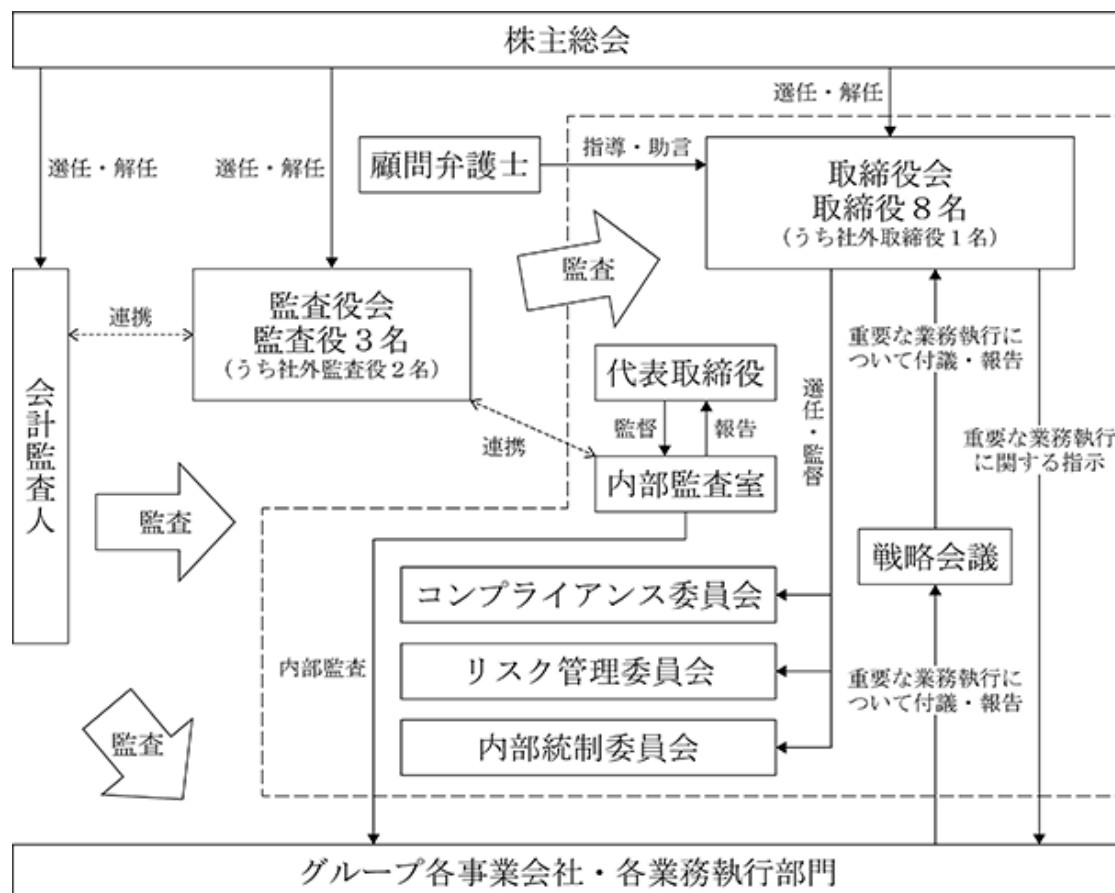 株主総会
選任・解任
選任・解任
選任・解任
顧問弁護士
指導・助言
取締役会
取締役８名
(うち社外取締役１名)
監査
会計監査人
連携
監査役会
監査役３名
(うち社外監査役２名)
代表取締役
監督
報告
連携
内部監査室
選任・監督
重要な業務執行に
ついて付議・報告
重要な業務執行
に関する指示
監査
戦略会議
コンプライアンス委員会
内部監査
リスク管理委員会
重要な業務執行に
ついて付議・報告
監査
内部統制委員会
グループ各事業会社・各業務執行部門